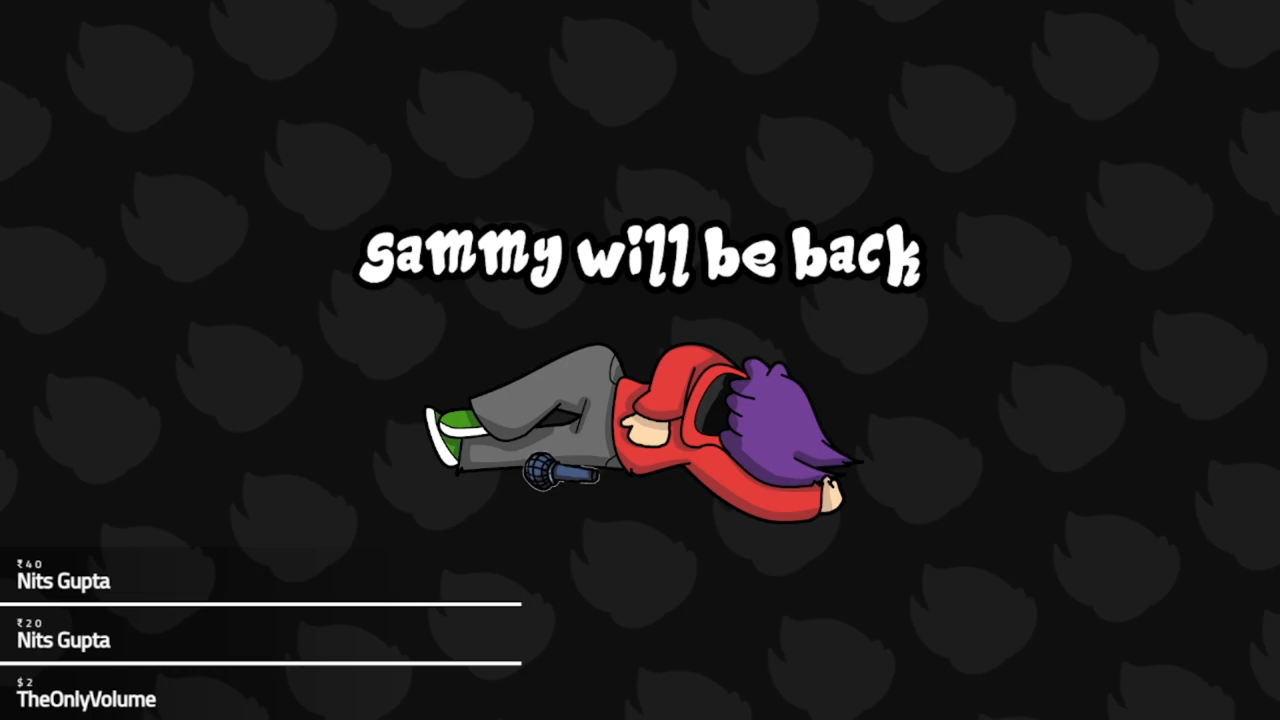 sammy will be back
₹40
Nits Gupta
₹20
Nits Gupta
$2
TheOnlyVolume